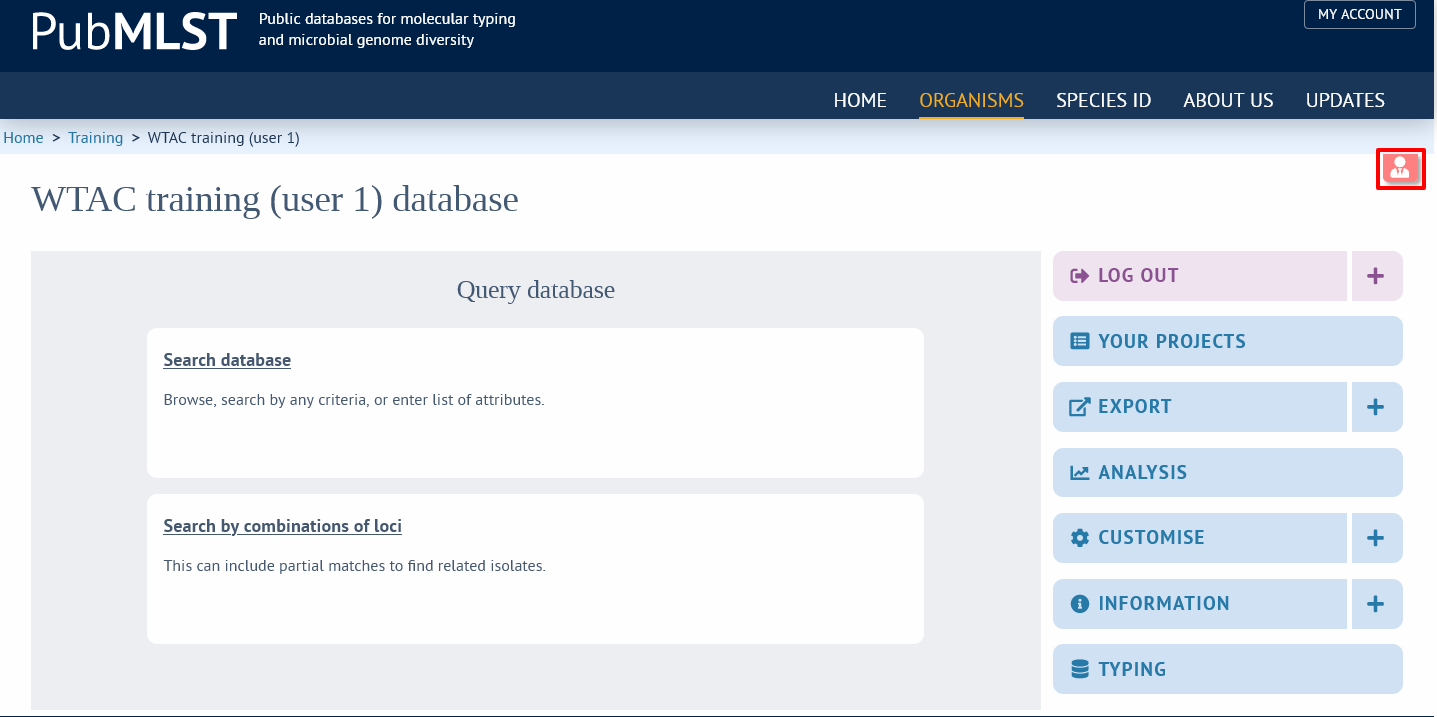 PubMLST
Public databases for molecular typing
and microbial genome diversity
MY ACCOUNT
HOME ORGANISMS SPECIES ID ABOUT US UPDATES
Home > Training > WTAC training (user 1)
WTAC training (user 1) database
Query database
Search database
Browse, search by any criteria, or enter list of attributes.
Search by combinations of loci
This can include partial matches to find related isolates.
LOG OUT
YOUR PROJECTS
EXPORT
ANALYSIS
CUSTOMISE
INFORMATION
TYPING